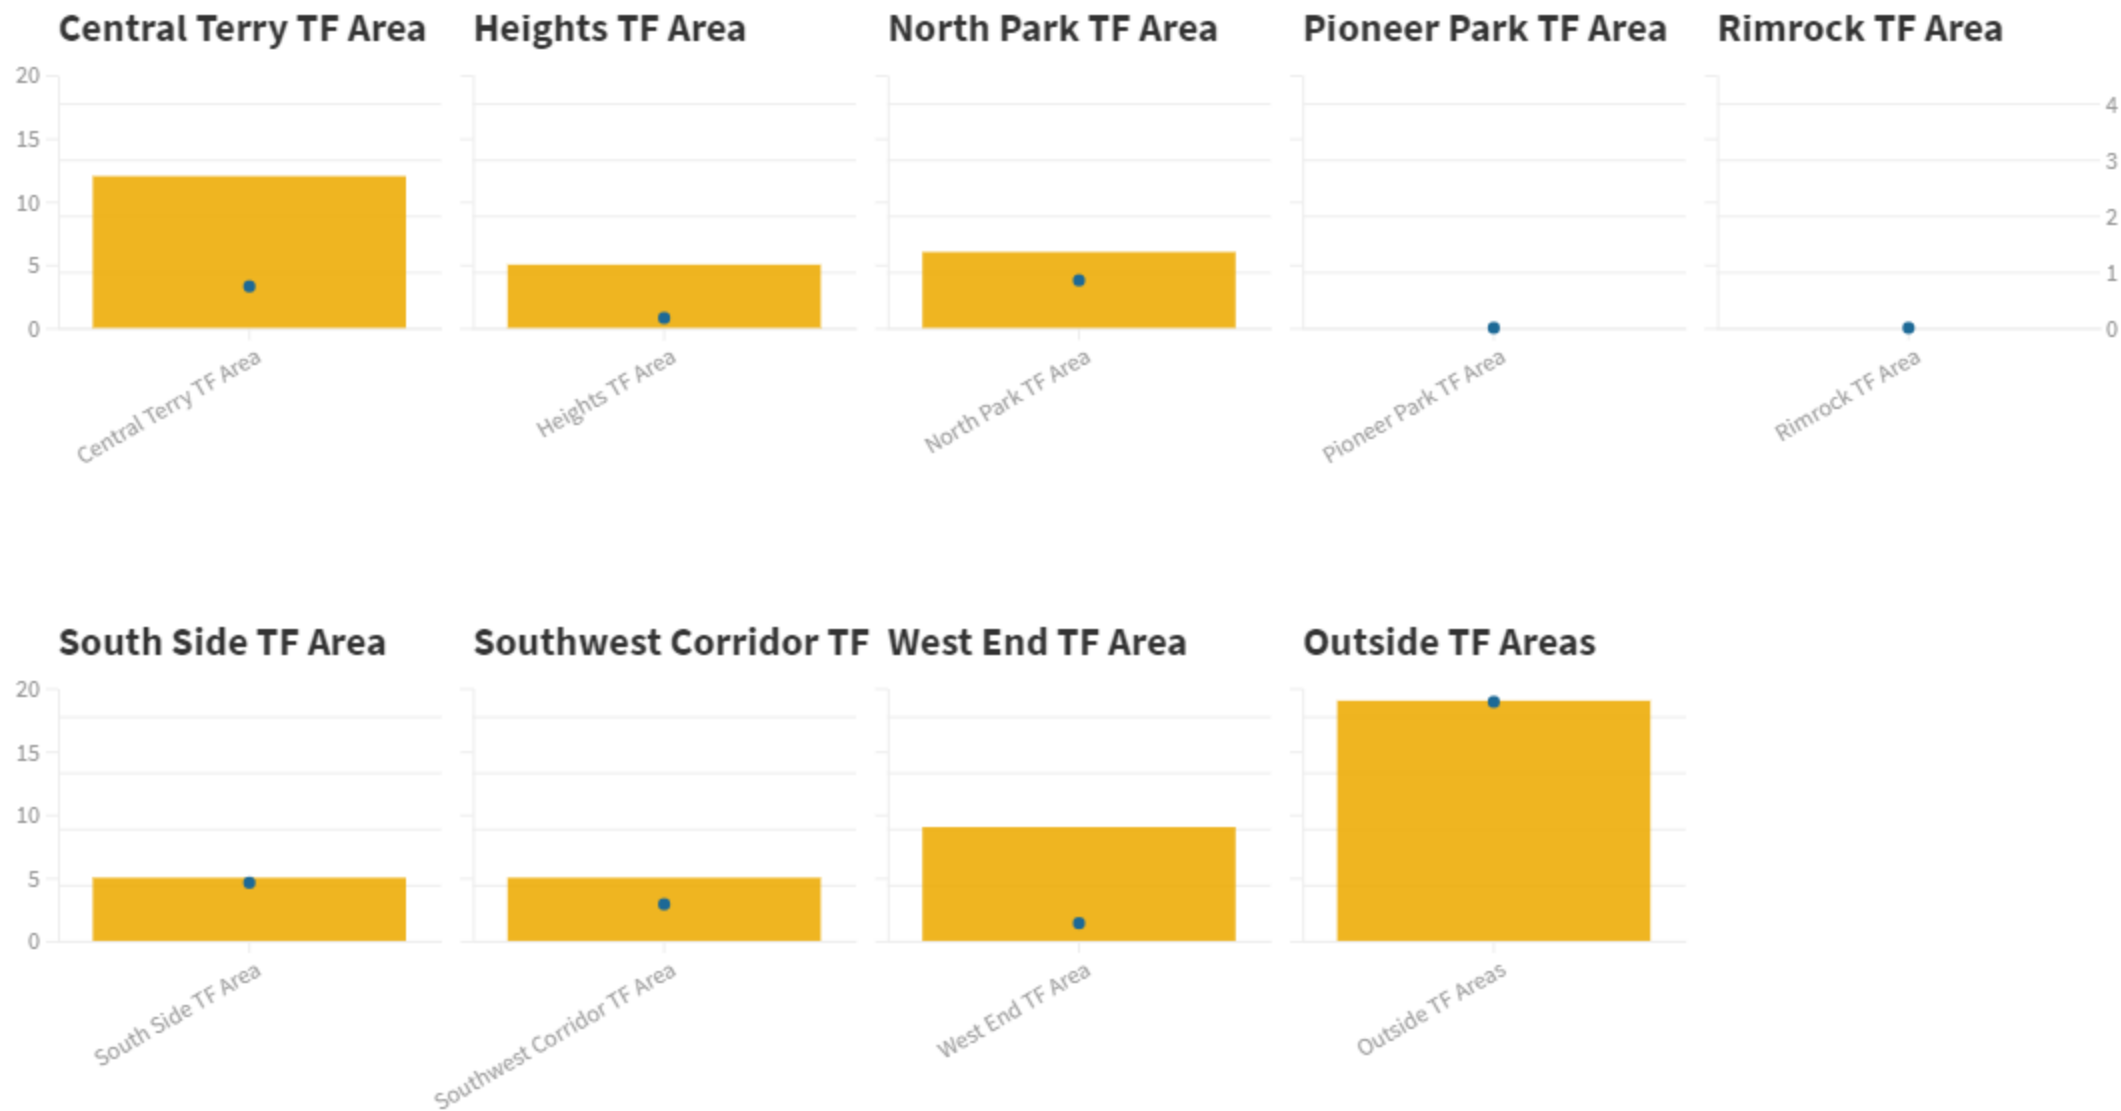 Central Terry TF Area
Heights TF Area
North Park TF Area
Pioneer Park TF Area
Rimrock TF Area
20
15
10
5
0
4
3
2
1
0
Central Terry TF Area
Heights TF Area
North Park TF Area
Pioneer Park TF Area
Rimrock TF Area
South Side TF Area
Southwest Corridor TF
West End TF Area
Outside TF Areas
20
15
10
5
0
South Side TF Area
Southwest Corridor TF Area
West End TF Area
Outside TF Areas